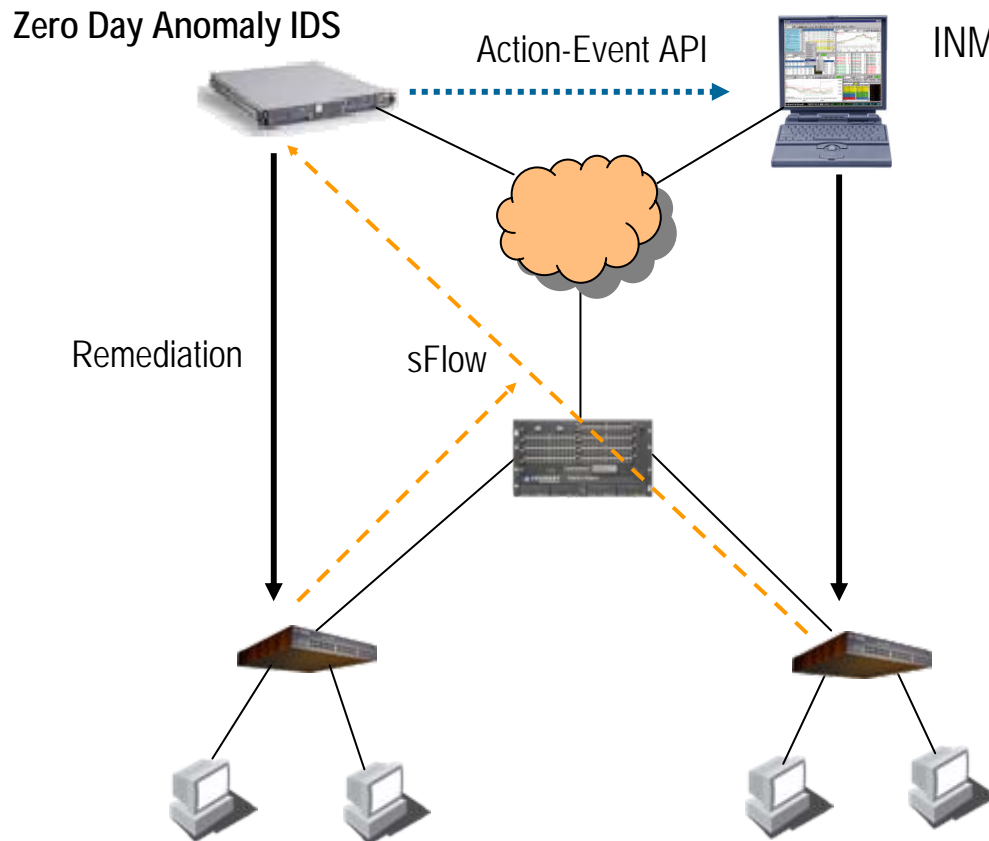 Zero Day Anomaly IDS
Action-Event API
INM
Remediation
sFlow